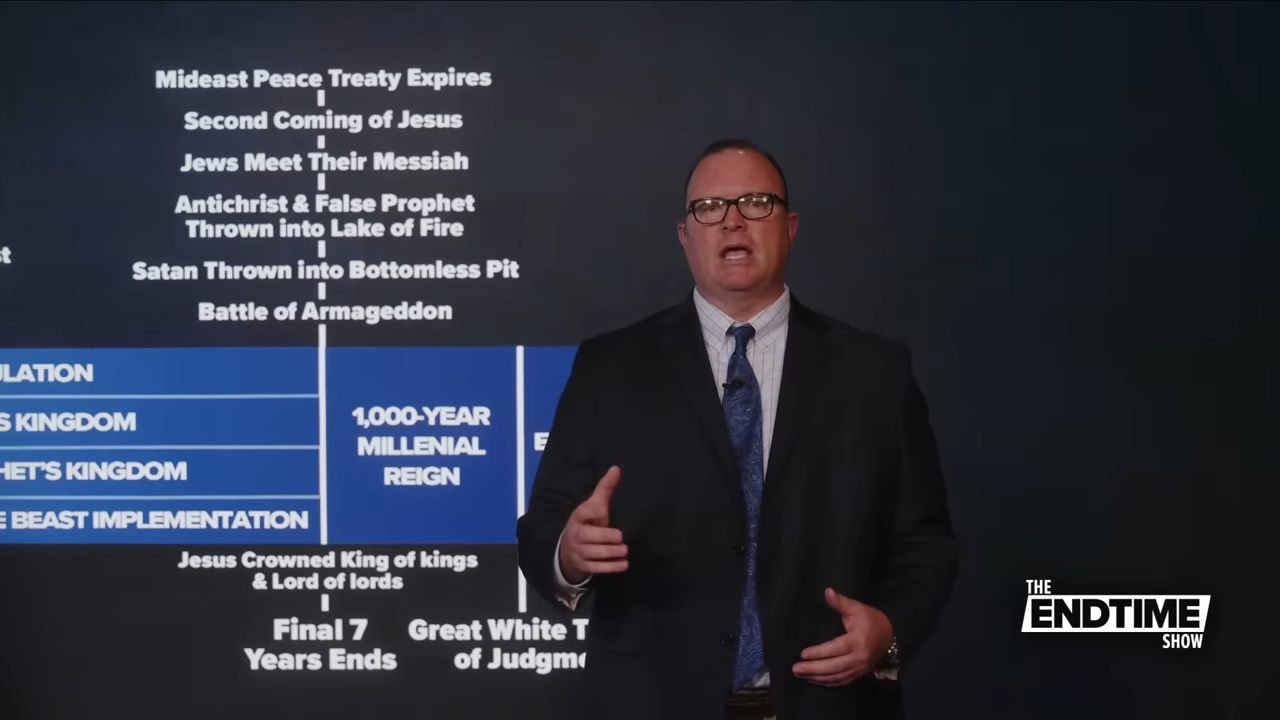 Mideast Peace Treaty Expires
Second Coming of Jesus
Jews Meet Their Messiah
Antichrist & False Prophet
Thrown into Lake of Fire
Satan Thrown into Bottomless Pit
Battle of Armageddon
1,000-YEAR
MILLENIAL
REIGN
S KINGDOM
HET'S KINGDOM
E BEAST IMPLEMENTATION
ULATION
Jesus Crowned King of kings
& Lord of lords
Final 7
Years Ends
Great White T
of Judgme
THE
ENDTIME
SHOW